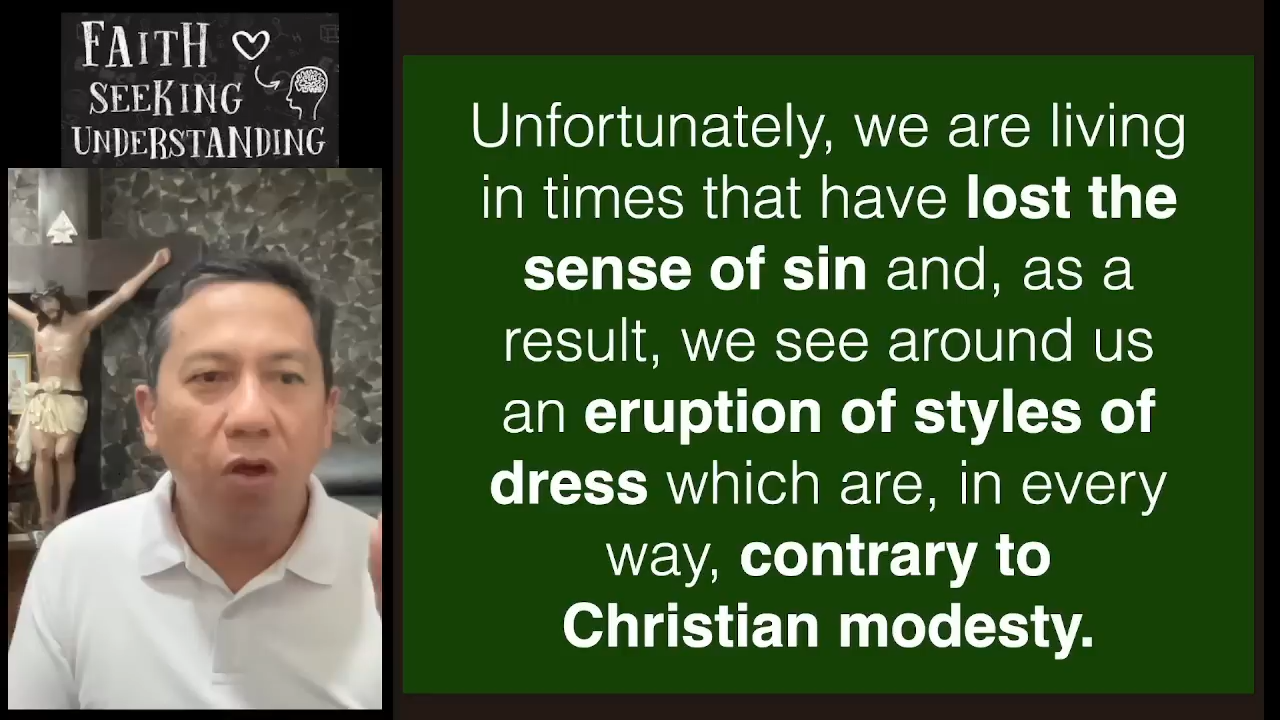 FAITH
SEEKING
UNDERSTANDING
Unfortunately, we are living
in times that have lost the
sense of sin and, as a
result, we see around us
an eruption of styles of
dress which are, in every
way, contrary to
Christian modesty.